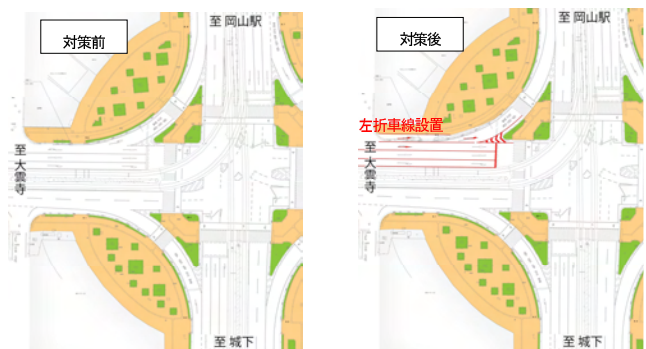 対策前
至 岡山駅
至 大雲寺
至 城下
対策後
至 岡山駅
左折車線設置
至 大雲寺
至 城下